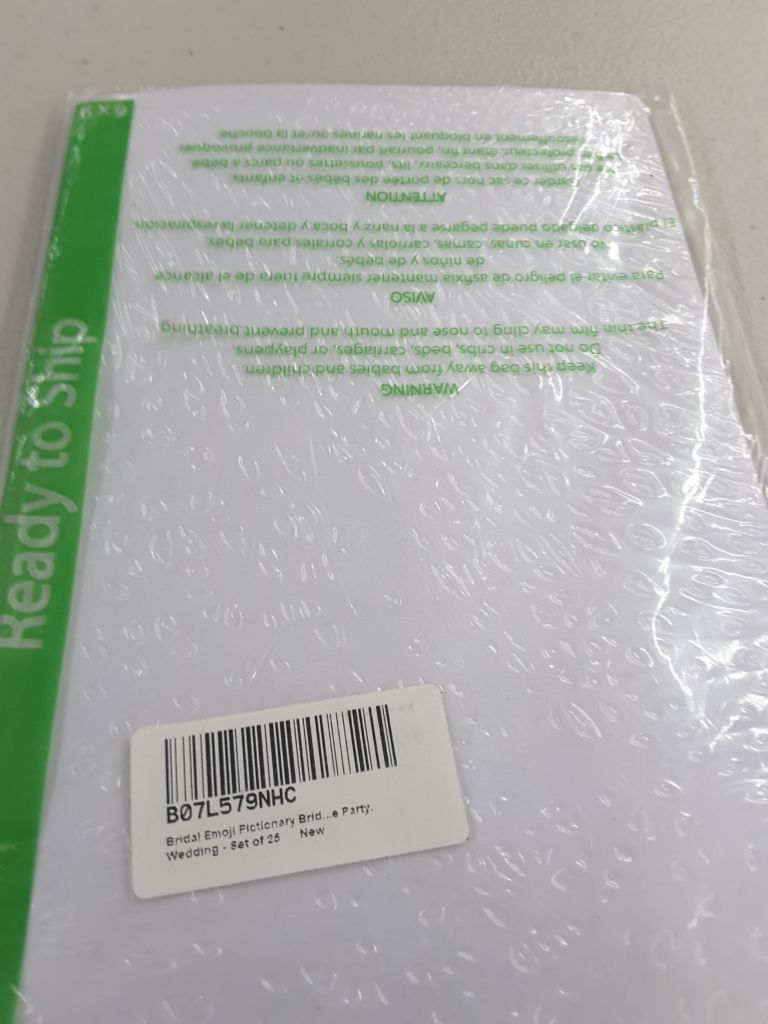 6 x 9
Ready to Ship
WARNING
Keep this bag away from babies and children.
Do not use in cribs, beds, carriages, or playpens.
The thin film may cling to nose and mouth and prevent breathing
AVISO
Para evitar el peligro de asfixia mantener siempre fuera de el alcance
de niños y de bebés.
No usar en cunas, camas, carriolas y corrales para bebés.
El plástico delgado puede pegarse a la nariz y boca y detener la respiración
ATTENTION
Garder ce sac hors de portée des bébés et enfants.
Ne pas utiliser dans berceaux, lits, poussettes ou parcs à bébé.
protecteur, étant fin, pourrait par inadvertance provoquer
l'étouffement en bloquant les narines ou/et la bouche
B07L579NHC
Bridal Emoji Pictionary Brid...e Party.
Wedding - Set of 25 New